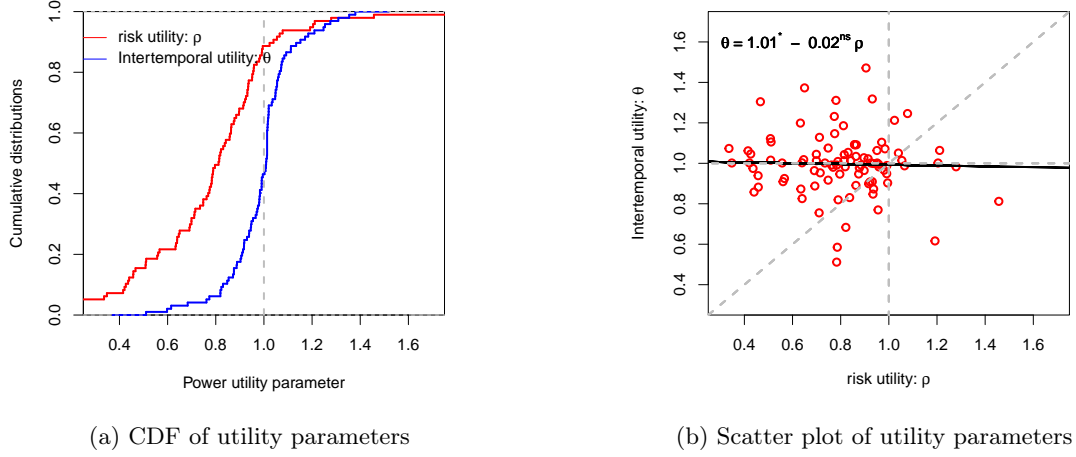 risk utility: ρ
Intertemporal utility: θ
Cumulative distributions
0.0 0.2 0.4 0.6 0.8 1.0
0.4 0.6 0.8 1.0 1.2 1.4 1.6
Power utility parameter
(a) CDF of utility parameters
θ = 1.01* − 0.02ns ρ
Intertemporal utility: θ
0.4 0.6 0.8 1.0 1.2 1.4 1.6
0.4 0.6 0.8 1.0 1.2 1.4 1.6
risk utility: ρ
(b) Scatter plot of utility parameters